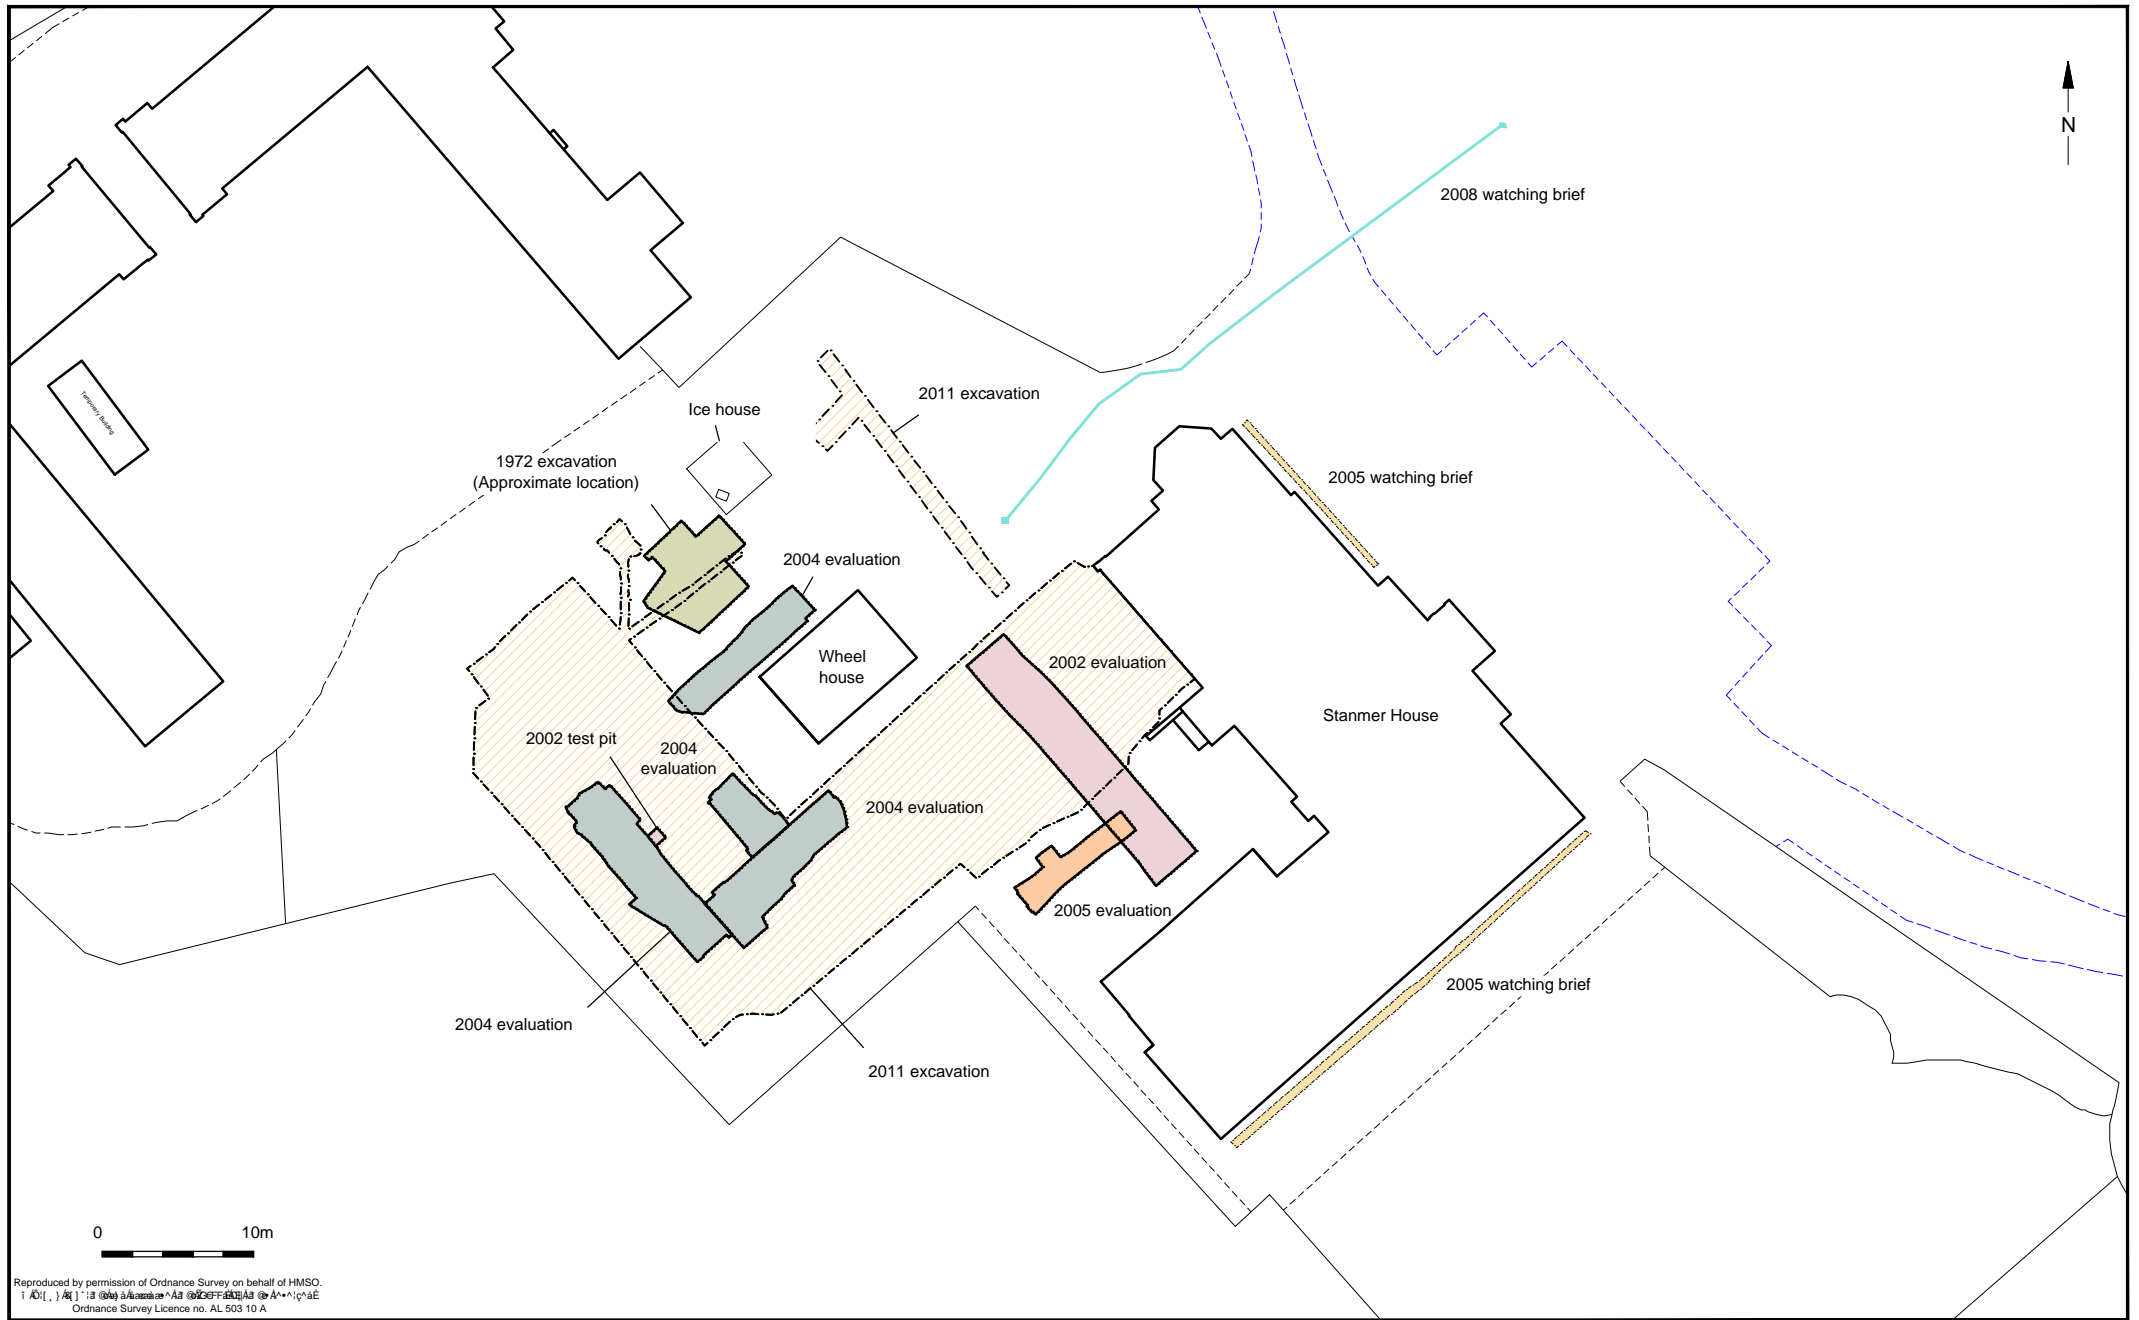 N
2008 watching brief
2011 excavation
Ice house
Temporary Building
1972 excavation
(Approximate location)
2005 watching brief
2004 evaluation
Wheel
house
2002 evaluation
Stanmer House
2002 test pit
2004
evaluation
2004 evaluation
2005 evaluation
2005 watching brief
2004 evaluation
2011 excavation
0 10m
Reproduced by permission of Ordnance Survey on behalf of HMSO.
Ordnance Survey Licence no. AL 503 10 A